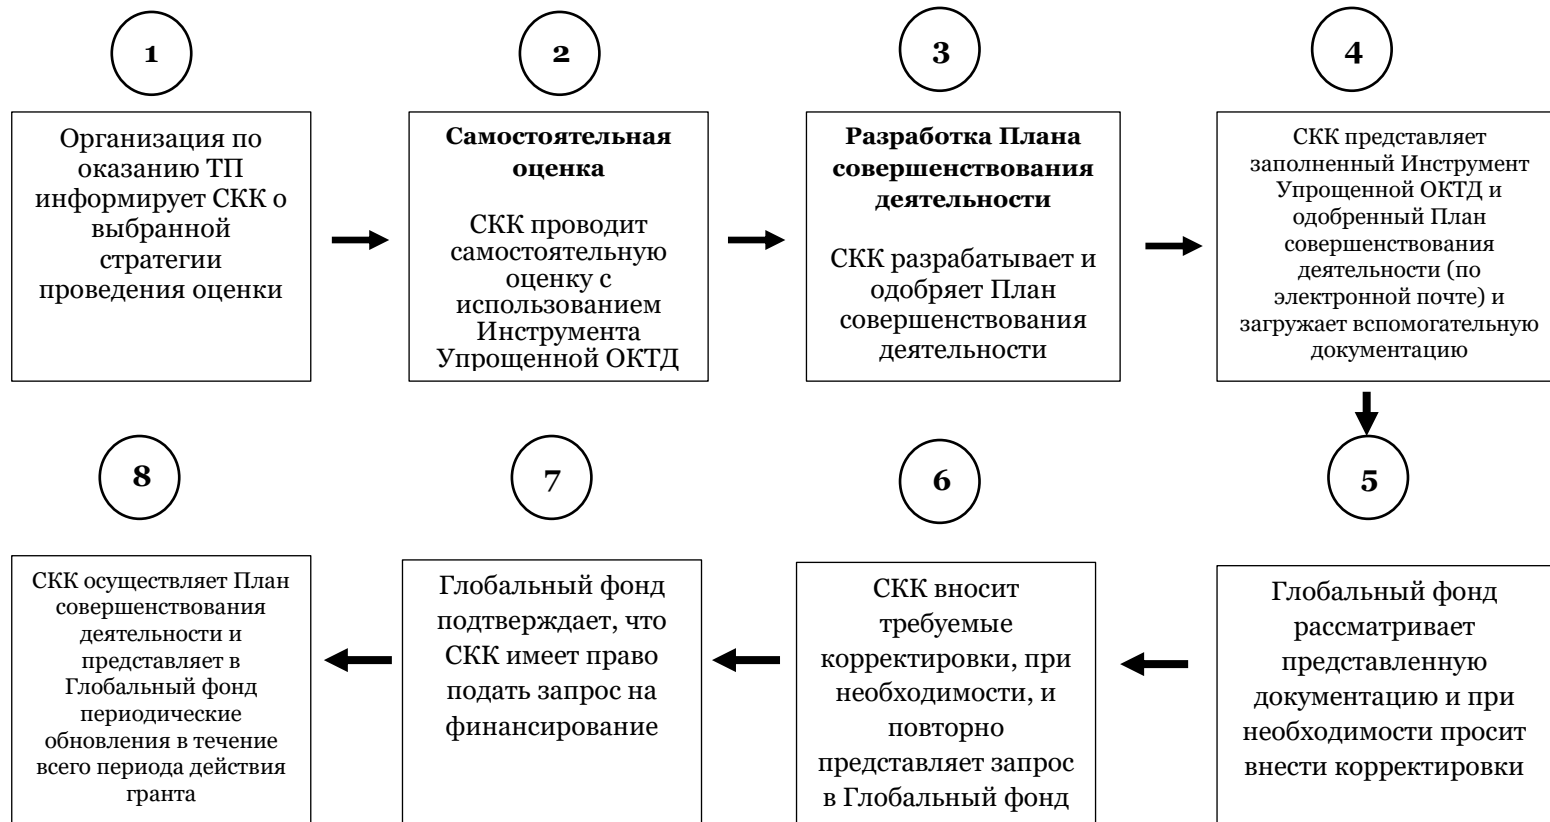 1
Организация по
оказанию ТП
информирует СКК о
выбранной
стратегии
проведения оценки
2
Самостоятельная
оценка
СКК проводит
самостоятельную
оценку с
использованием
Инструмента
Упрощенной ОКТД
3
Разработка Плана
совершенствования
деятельности
СКК разрабатывает и
одобряет План
совершенствования
деятельности
4
СКК представляет
заполненный Инструмент
Упрощенной ОКТД и
одобренный План
совершенствования
деятельности (по
электронной почте) и
загружает вспомогательную
документацию
5
Глобальный фонд
рассматривает
представленную
документацию и при
необходимости просит
внести корректировки
6
СКК вносит
требуемые
корректировки, при
необходимости, и
повторно
представляет запрос
в Глобальный фонд
7
Глобальный фонд
подтверждает, что
СКК имеет право
подать запрос на
финансирование
8
СКК осуществляет План
совершенствования
деятельности и
представляет в
Глобальный фонд
периодические
обновления в течение
всего периода действия
гранта